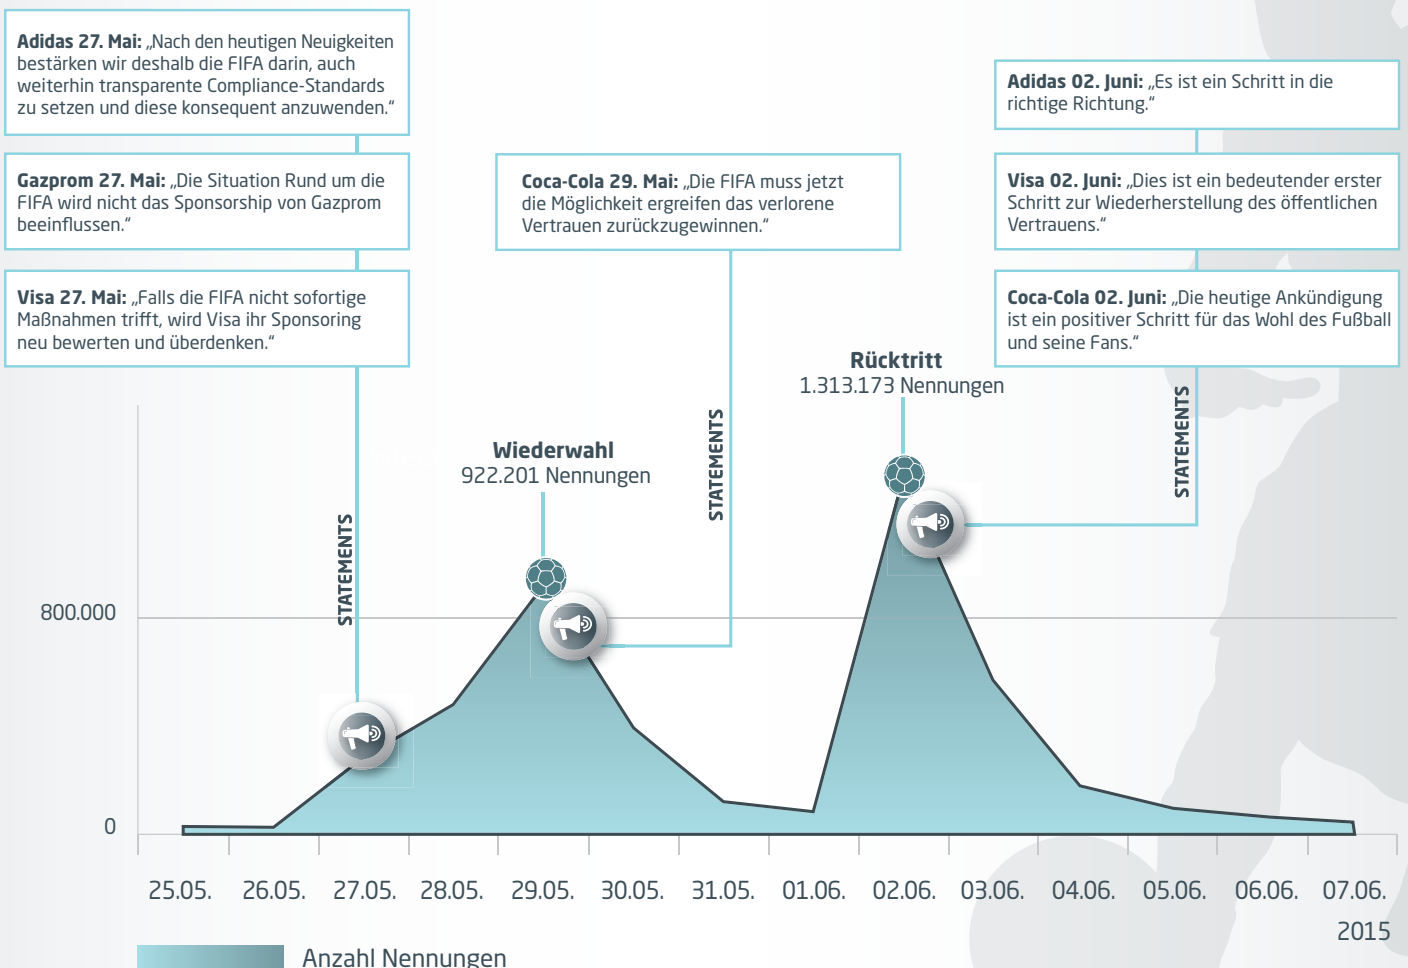 Adidas 27. Mai: „Nach den heutigen Neuigkeiten
bestärken wir deshalb die FIFA darin, auch
weiterhin transparente Compliance-Standards
zu setzen und diese konsequent anzuwenden.“
Gazprom 27. Mai: „Die Situation Rund um die
FIFA wird nicht das Sponsorship von Gazprom
beeinflussen.“
Visa 27. Mai: „Falls die FIFA nicht sofortige
Maßnahmen trifft, wird Visa ihr Sponsoring
neu bewerten und überdenken.“
Coca-Cola 29. Mai: „Die FIFA muss jetzt
die Möglichkeit ergreifen das verlorene
Vertrauen zurückzugewinnen.“
Adidas 02. Juni: „Es ist ein Schritt in die
richtige Richtung.“
Visa 02. Juni: „Dies ist ein bedeutender erster
Schritt zur Wiederherstellung des öffentlichen
Vertrauens.“
Coca-Cola 02. Juni: „Die heutige Ankündigung
ist ein positiver Schritt für das Wohl des Fußball
und seine Fans.“
STATEMENTS
Wiederwahl
922.201 Nennungen
STATEMENTS
Rücktritt
1.313.173 Nennungen
STATEMENTS
800.000
0
25.05. 26.05. 27.05. 28.05. 29.05. 30.05. 31.05. 01.06. 02.06. 03.06. 04.06. 05.06. 06.06. 07.06.
2015
Anzahl Nennungen